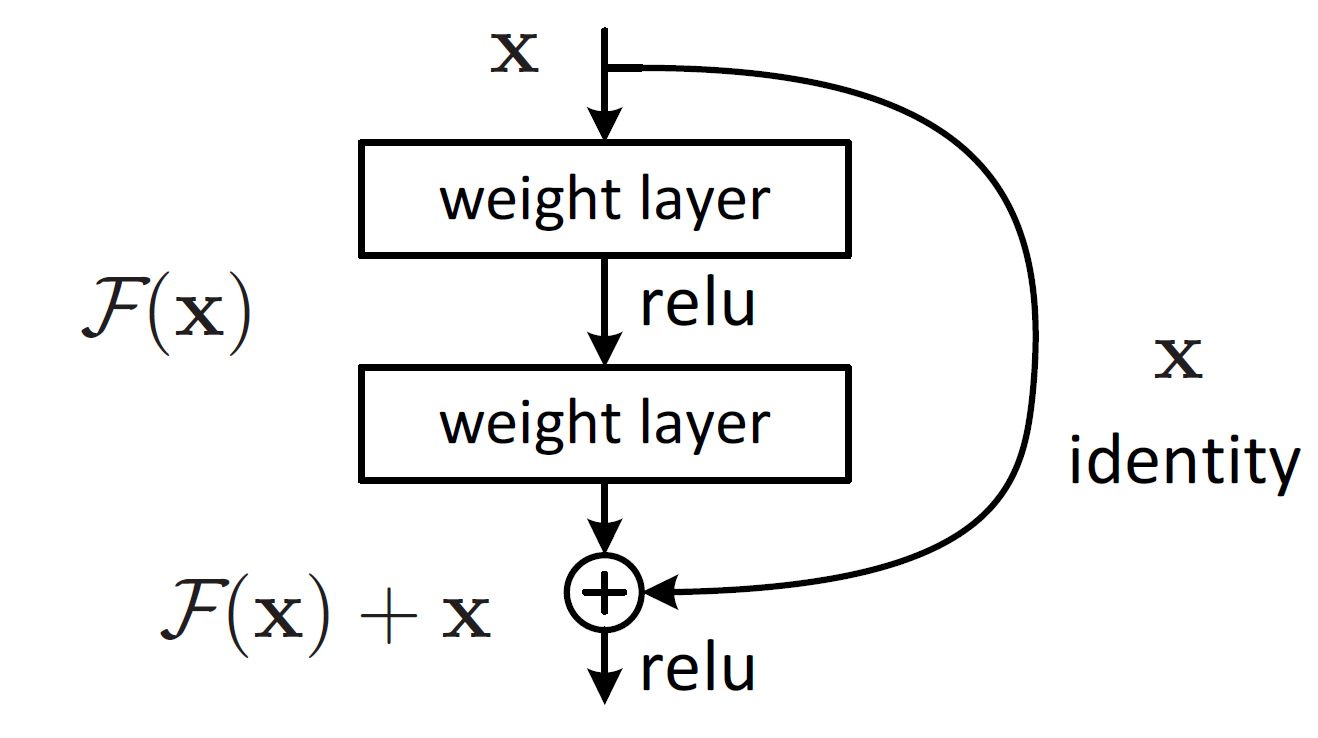 x
weight layer
relu
F(x)
weight layer
x
identity
F(x) + x
relu